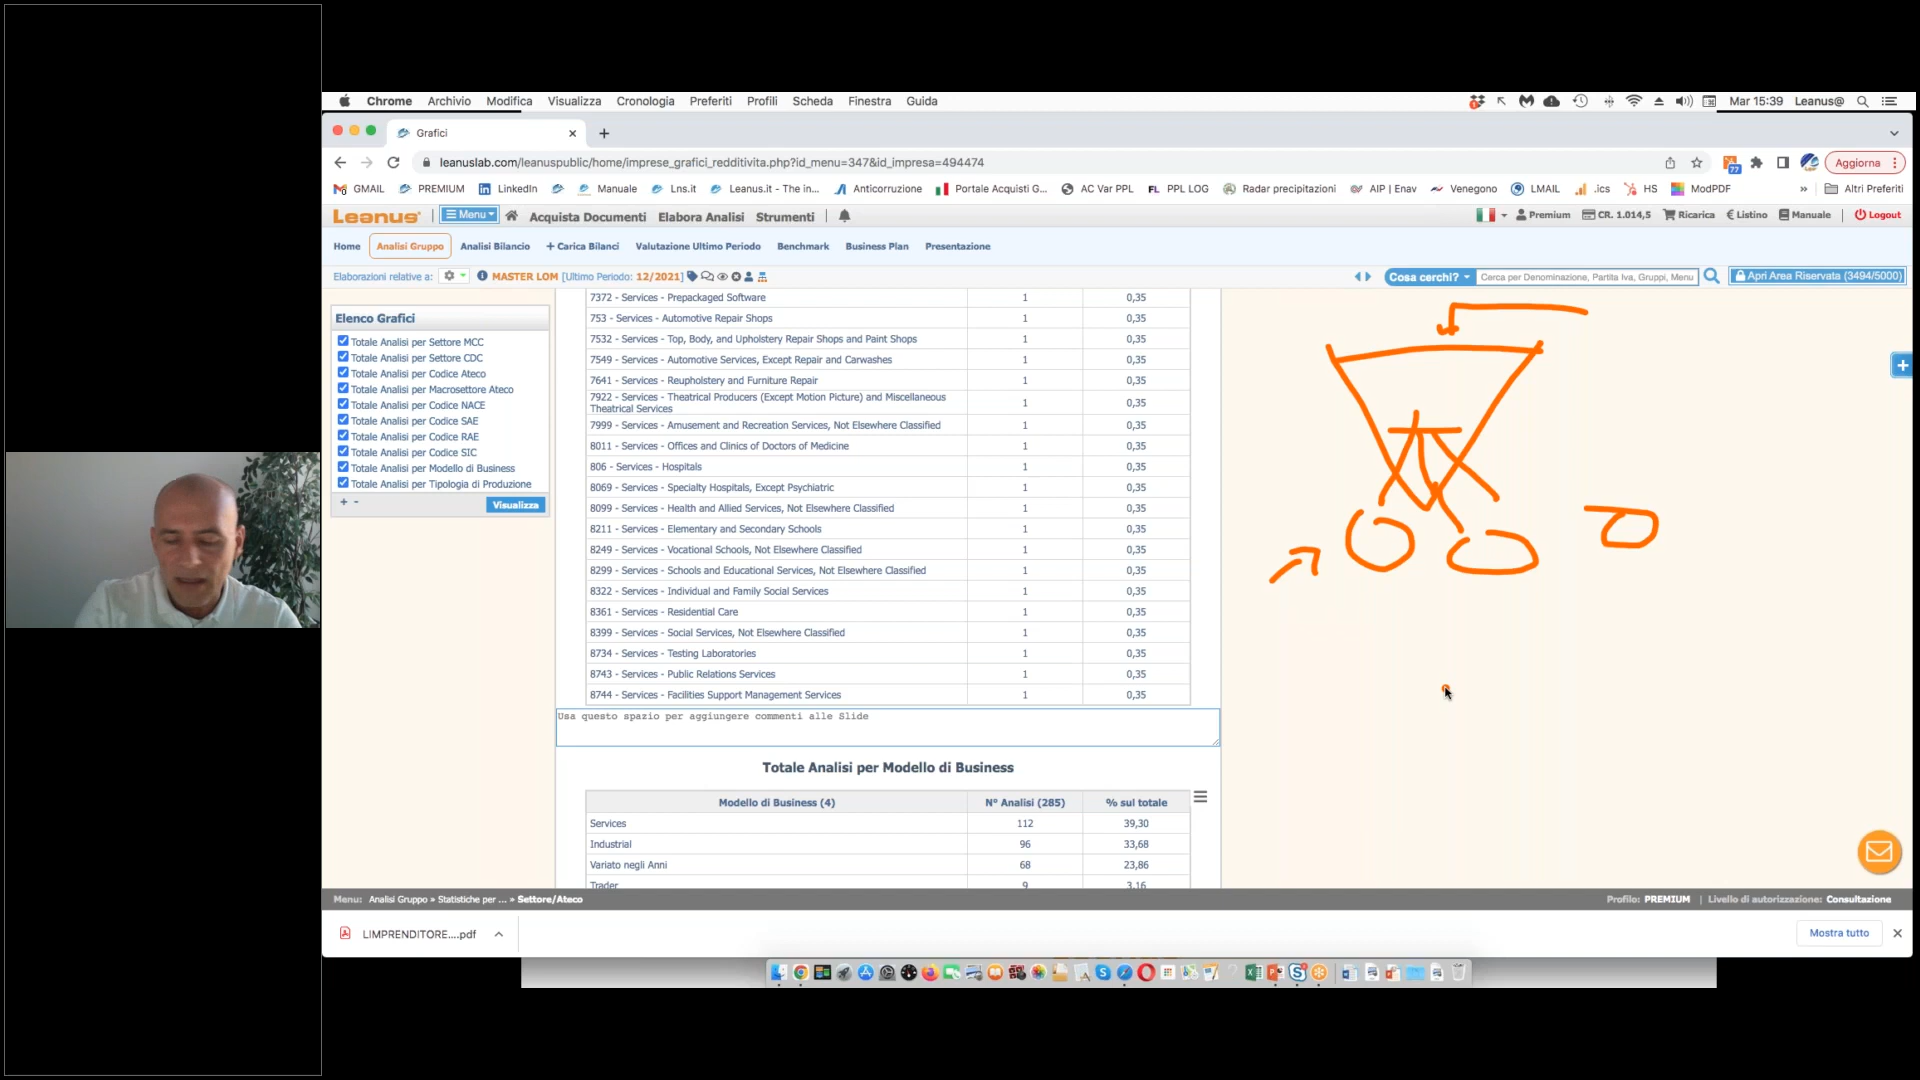 Chrome Archivio Modifica Visualizza Cronologia Preferiti Profili Scheda Finestra Guida Mar 15:39 Leanus@
Grafici
leanuslab.com/leanuspublic/home/imprese_grafici_redditivita.php?id_menu=347&id_impresa=494474 77 Aggiorna
GMAIL PREMIUM LinkedIn Manuale Lns.it Leanus.it - The in... Anticorruzione Portale Acquisti G... AC Var PPL FL PPL LOG Radar precipitazioni AIP | Enav Venegono LMAIL .ics HS ModPDF » Altri Preferiti
Leanus Menu Acquista Documenti Elabora Analisi Strumenti Premium CR. 1.014,5 Ricarica € Listino Manuale Logout
Home Analisi Gruppo Analisi Bilancio + Carica Bilanci Valutazione Ultimo Periodo Benchmark Business Plan Presentazione
Elaborazioni relative a: MASTER LOM [Ultimo Periodo: 12/2021] Cosa cerchi? Cerca per Denominazione, Partita Iva, Gruppi, Menu Apri Area Riservata (3494/5000)
Elenco Grafici
Totale Analisi per Settore MCC
Totale Analisi per Settore CDC
Totale Analisi per Codice Ateco
Totale Analisi per Macrosettore Ateco
Totale Analisi per Codice NACE
Totale Analisi per Codice SAE
Totale Analisi per Codice RAE
Totale Analisi per Codice SIC
Totale Analisi per Modello di Business
Totale Analisi per Tipologia di Produzione
+ - Visualizza
7372 - Services - Prepackaged Software 1 0,35
753 - Services - Automotive Repair Shops 1 0,35
7532 - Services - Top, Body, and Upholstery Repair Shops and Paint Shops 1 0,35
7549 - Services - Automotive Services, Except Repair and Carwashes 1 0,35
7641 - Services - Reupholstery and Furniture Repair 1 0,35
7922 - Services - Theatrical Producers (Except Motion Picture) and Miscellaneous
Theatrical Services 1 0,35
7999 - Services - Amusement and Recreation Services, Not Elsewhere Classified 1 0,35
8011 - Services - Offices and Clinics of Doctors of Medicine 1 0,35
806 - Services - Hospitals 1 0,35
8069 - Services - Specialty Hospitals, Except Psychiatric 1 0,35
8099 - Services - Health and Allied Services, Not Elsewhere Classified 1 0,35
8211 - Services - Elementary and Secondary Schools 1 0,35
8249 - Services - Vocational Schools, Not Elsewhere Classified 1 0,35
8299 - Services - Schools and Educational Services, Not Elsewhere Classified 1 0,35
8322 - Services - Individual and Family Social Services 1 0,35
8361 - Services - Residential Care 1 0,35
8399 - Services - Social Services, Not Elsewhere Classified 1 0,35
8734 - Services - Testing Laboratories 1 0,35
8743 - Services - Public Relations Services 1 0,35
8744 - Services - Facilities Support Management Services 1 0,35
Usa questo spazio per aggiungere commenti alle Slide
Totale Analisi per Modello di Business
Modello di Business (4) N° Analisi (285) % sul totale
Services 112 39,30
Industrial 96 33,68
Variato negli Anni 68 23,86
Trader 9 3,16
Menu: Analisi Gruppo » Statistiche per ... » Settore/Ateco Profilo: PREMIUM | Livello di autorizzazione: Consultazione
LIMPRENDITORE....pdf Mostra tutto